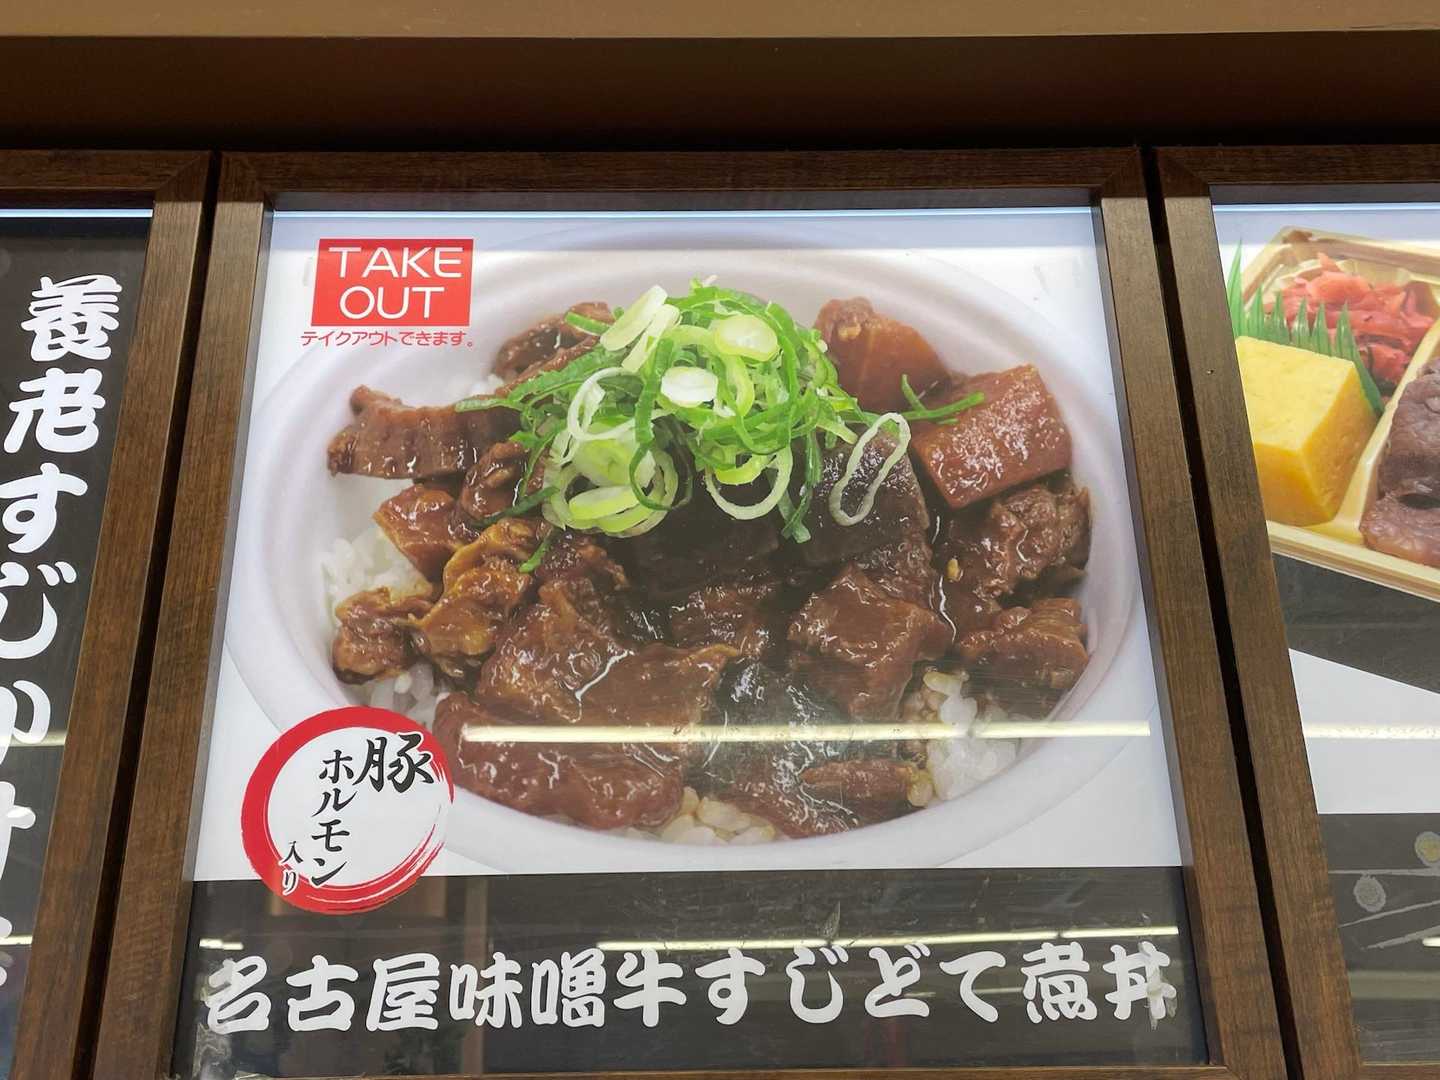 養老すじかけ
TAKE
OUT
テイクアウトできます。
豚
ホルモン
入り
名古屋味噌牛すじどて煮丼